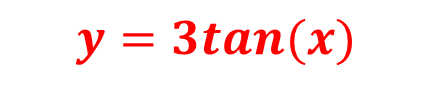 y = 3tan(x)